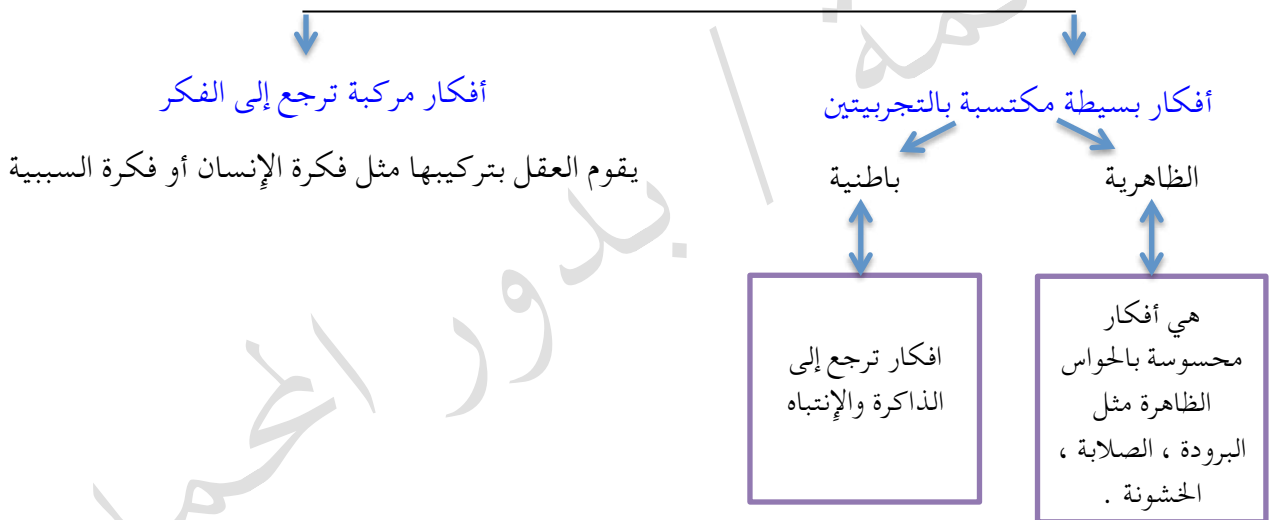 أفكار بسيطة مكتسبة بالتجربيتين
أفكار مركبة ترجع إلى الفكر
الظاهرية
باطنية
يقوم العقل بتركيبها مثل فكرة الإنسان أو فكرة السببية
هي أفكار
محسوسة بالحواس
الظاهرة مثل
البرودة ، الصلابة ،
الخشونة .
افكار ترجع إلى
الذاكرة والإنتباه
/ بدور